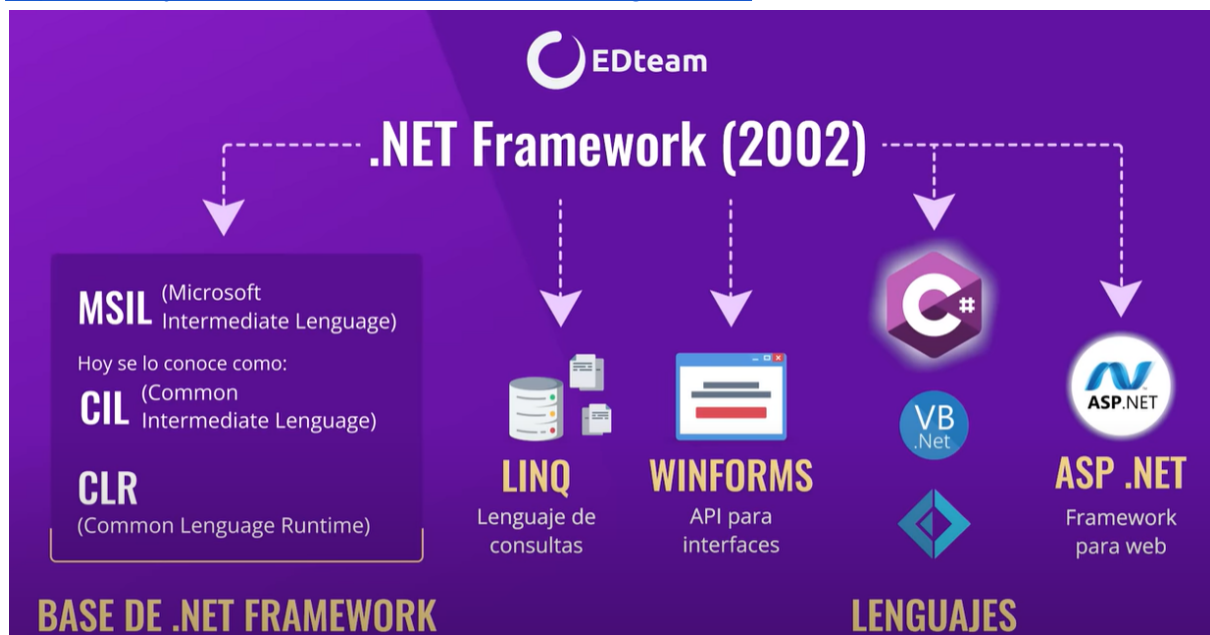 EDteam
.NET Framework (2002)
MSIL (Microsoft
Intermediate Lenguage)
Hoy se lo conoce como:
CIL (Common
Intermediate Lenguage)
CLR
(Common Lenguage Runtime)
BASE DE .NET FRAMEWORK
LINQ
Lenguaje de
consultas
WINFORMS
API para
interfaces
C#
VB
.Net
LENGUAJES
ASP.NET
ASP .NET
Framework
para web